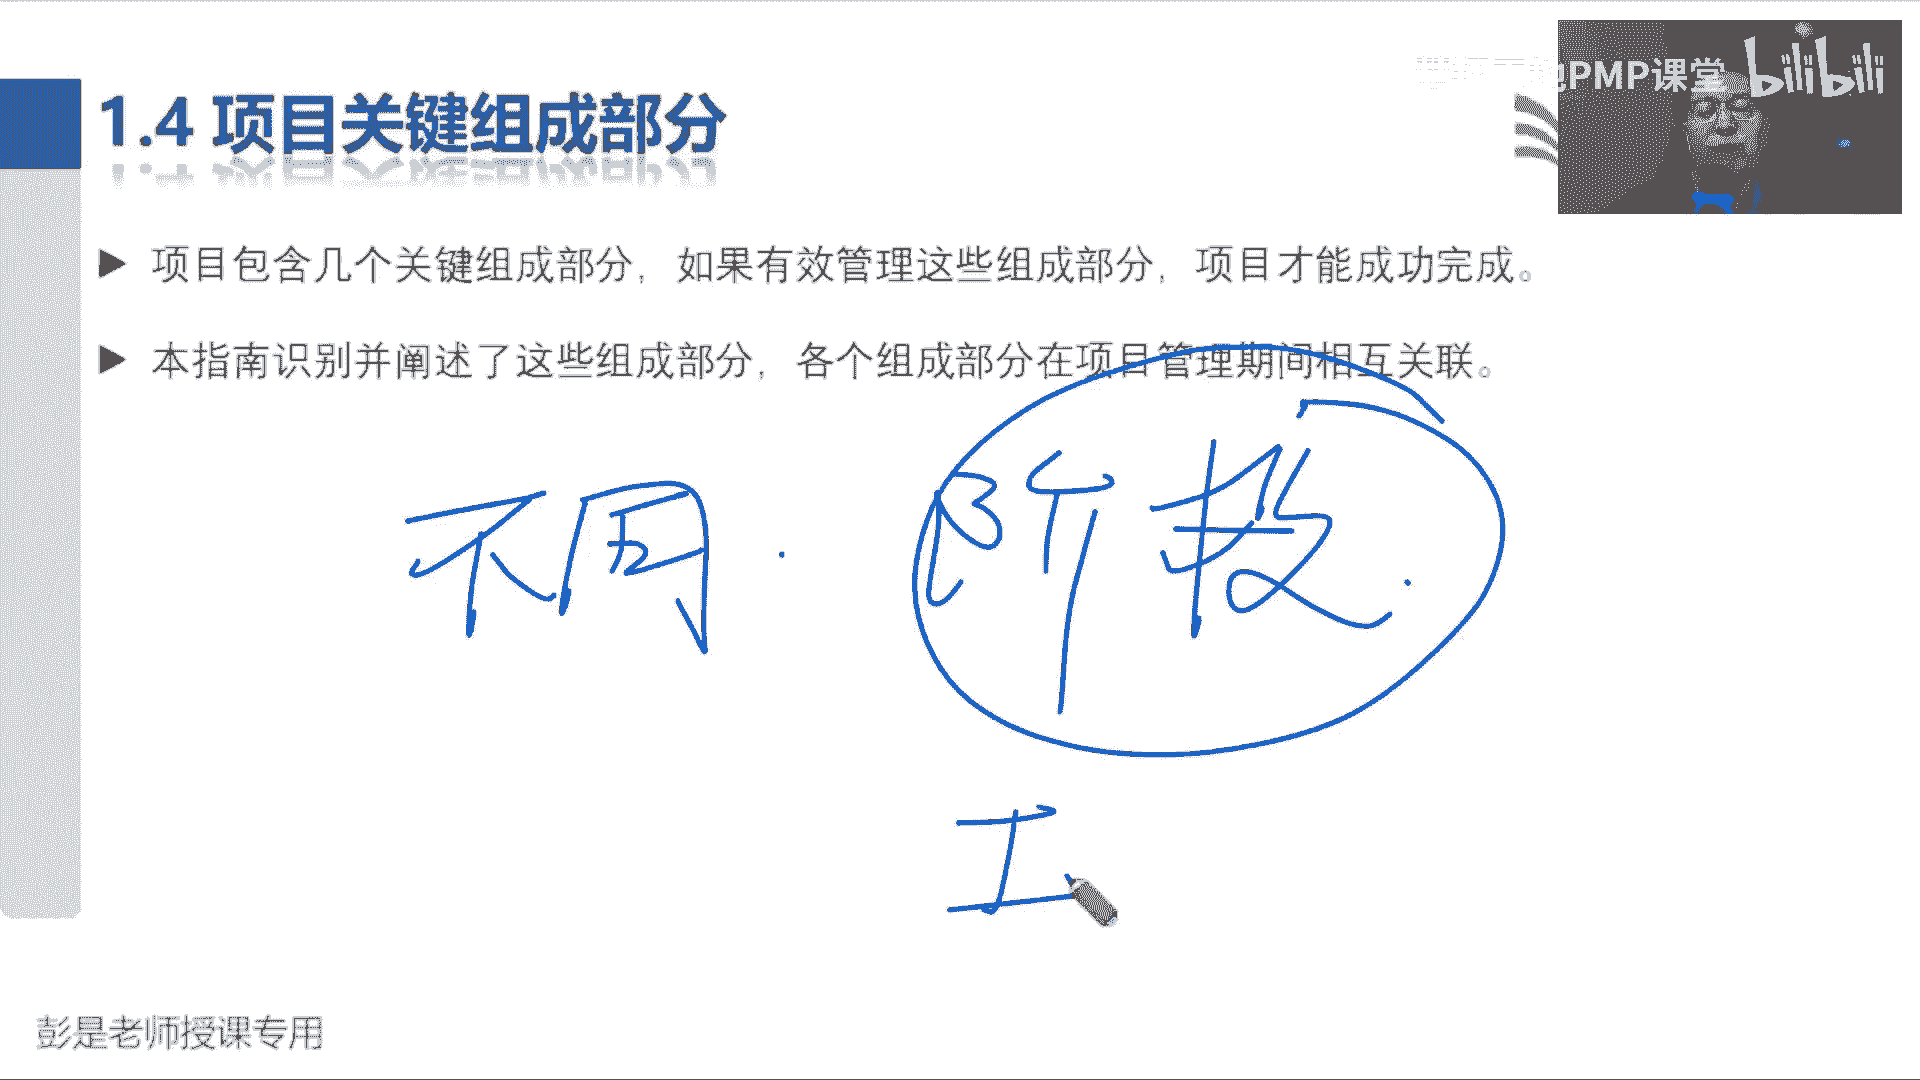 PMP课堂 bilibili
1.4 项目关键组成部分
项目包含几个关键组成部分，如果有效管理这些组成部分，项目才能成功完成。
本指南识别并阐述了这些组成部分，各个组成部分在项目管理期间相互关联。
不同 阶段
工
彭是老师授课专用